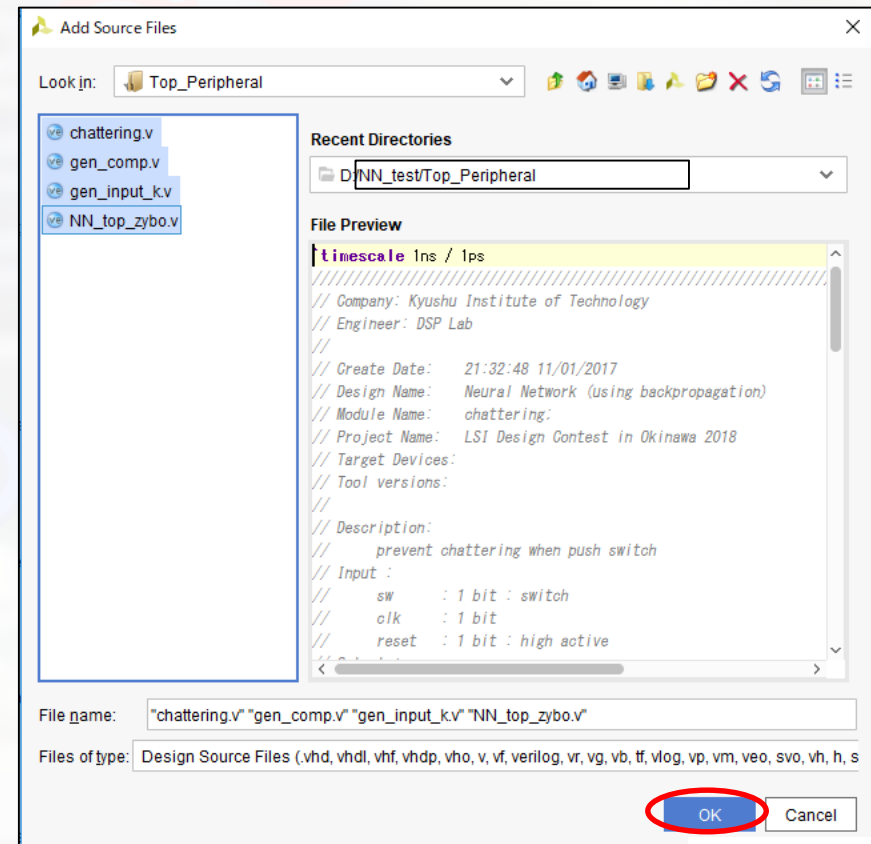 Add Source Files
Look in: Top_Peripheral
chattering.v
gen_comp.v
gen_input_k.v
NN_top_zybo.v
Recent Directories
D:/NN_test/Top_Peripheral
File Preview
`timescale 1ns / 1ps
//////////////////////////////////////////////////////////////////////////////////
// Company: Kyushu Institute of Technology
// Engineer: DSP Lab
//
// Create Date: 21:32:48 11/01/2017
// Design Name: Neural Network (using backpropagation)
// Module Name: chattering;
// Project Name: LSI Design Contest in Okinawa 2018
// Target Devices:
// Tool versions:
//
// Description:
// prevent chattering when push switch
// Input :
// sw : 1 bit : switch
// clk : 1 bit
// reset : 1 bit : high active
File name: "chattering.v" "gen_comp.v" "gen_input_k.v" "NN_top_zybo.v"
Files of type: Design Source Files (.vhd, vhdl, vhf, vhdp, vho, v, vf, verilog, vr, vg, vb, tf, vlog, vp, vm, veo, svo, vh, h, s
OK Cancel